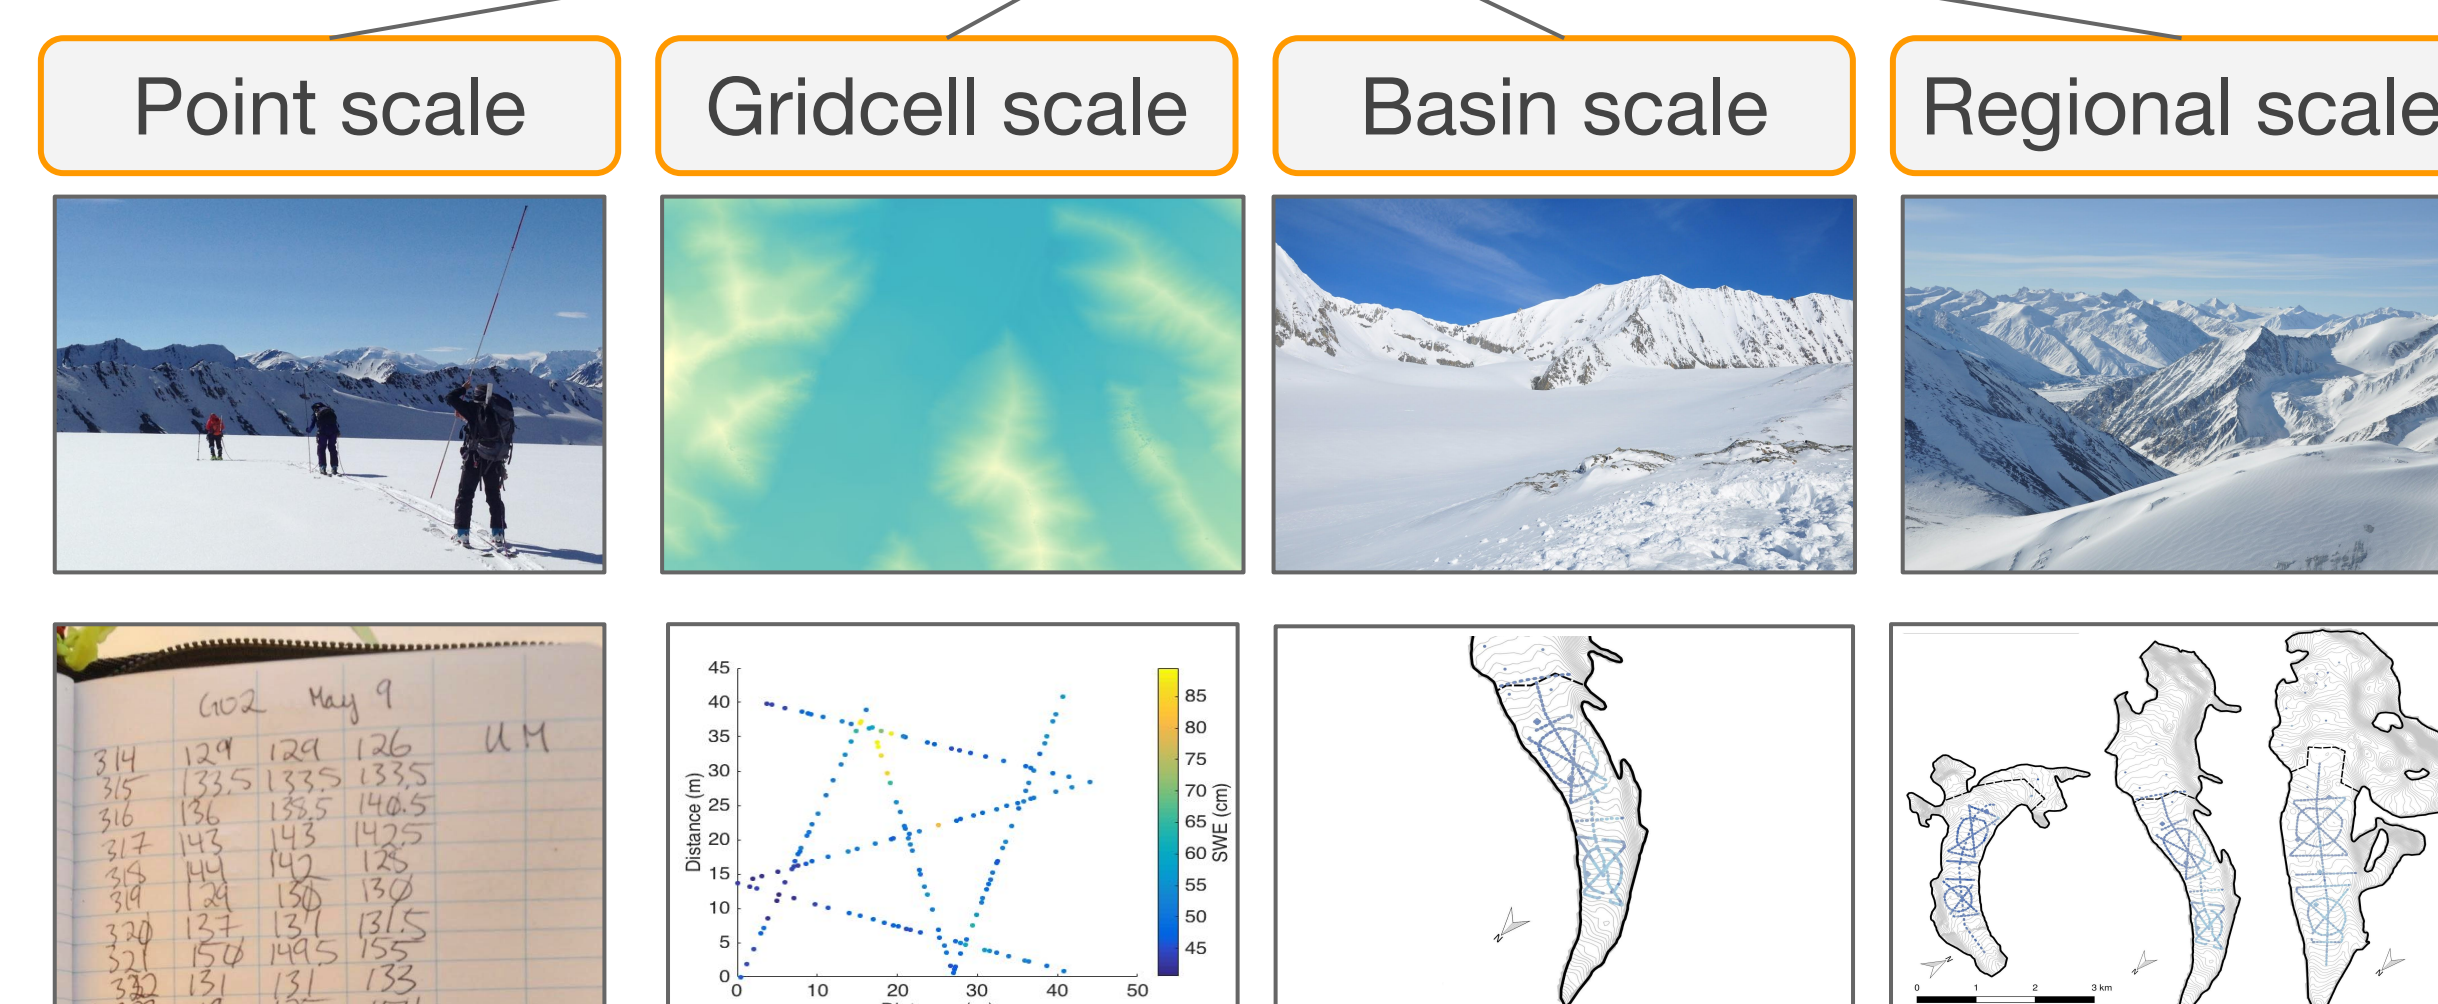 Point scale
Gridcell scale
Basin scale
Regional scale
G02 May 9
UM
314 129 129 126
315 133.5 133.5 133.5
316 136 138.5 140.5
317 143 143 142.5
318 144 142 128
319 129 130 130
320 137 137 131.5
321 150 149.5 155
322 131 131 133
45
40
35
30
25
20
15
10
5
0
Distance (m)
0 10 20 30 40 50
85
80
75
70
65
60
55
50
45
SWE (cm)
N
N
N
N
0 1 2 3 km